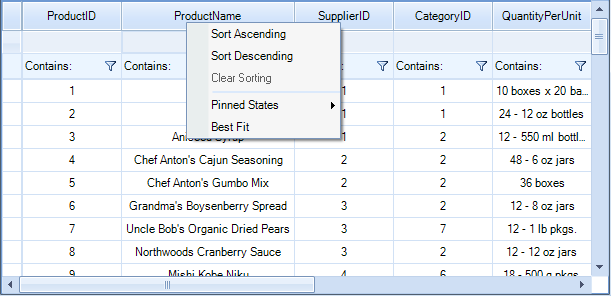 ProductID ProductName SupplierID CategoryID QuantityPerUnit
Contains: Contains: Contains: Contains:
Sort Ascending
Sort Descending
Clear Sorting
Pinned States
Best Fit
1 1 1 10 boxes x 20 ba...
2 1 1 24 - 12 oz bottles
3 1 2 12 - 550 ml bottl...
4 Chef Anton's Cajun Seasoning 2 2 48 - 6 oz jars
5 Chef Anton's Gumbo Mix 2 2 36 boxes
6 Grandma's Boysenberry Spread 3 2 12 - 8 oz jars
7 Uncle Bob's Organic Dried Pears 3 7 12 - 1 lb pkgs.
8 Northwoods Cranberry Sauce 3 2 12 - 12 oz jars
9 Mishi Kobe Niku 4 6 18 - 500 g pkgs.